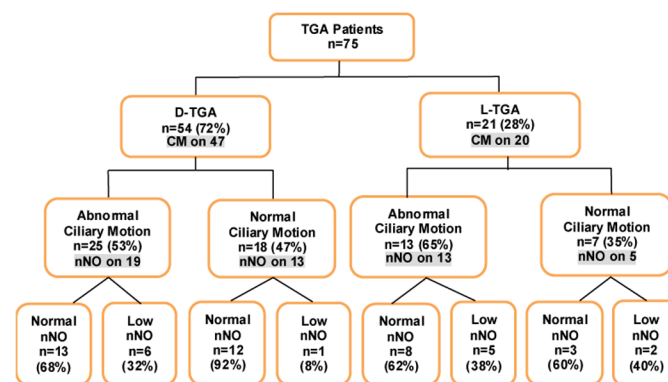 TGA Patients
n=75
D-TGA
n=54 (72%)
CM on 47
L-TGA
n=21 (28%)
CM on 20
Abnormal
Ciliary Motion
n=25 (53%)
nNO on 19
Normal
Ciliary Motion
n=18 (47%)
nNO on 13
Abnormal
Ciliary Motion
n=13 (65%)
nNO on 13
Normal
Ciliary Motion
n=7 (35%)
nNO on 5
Normal
nNO
n=13
(68%)
Low
nNO
n=6
(32%)
Normal
nNO
n=12
(92%)
Low
nNO
n=1
(8%)
Normal
nNO
n=8
(62%)
Low
nNO
n=5
(38%)
Normal
nNO
n=3
(60%)
Low
nNO
n=2
(40%)